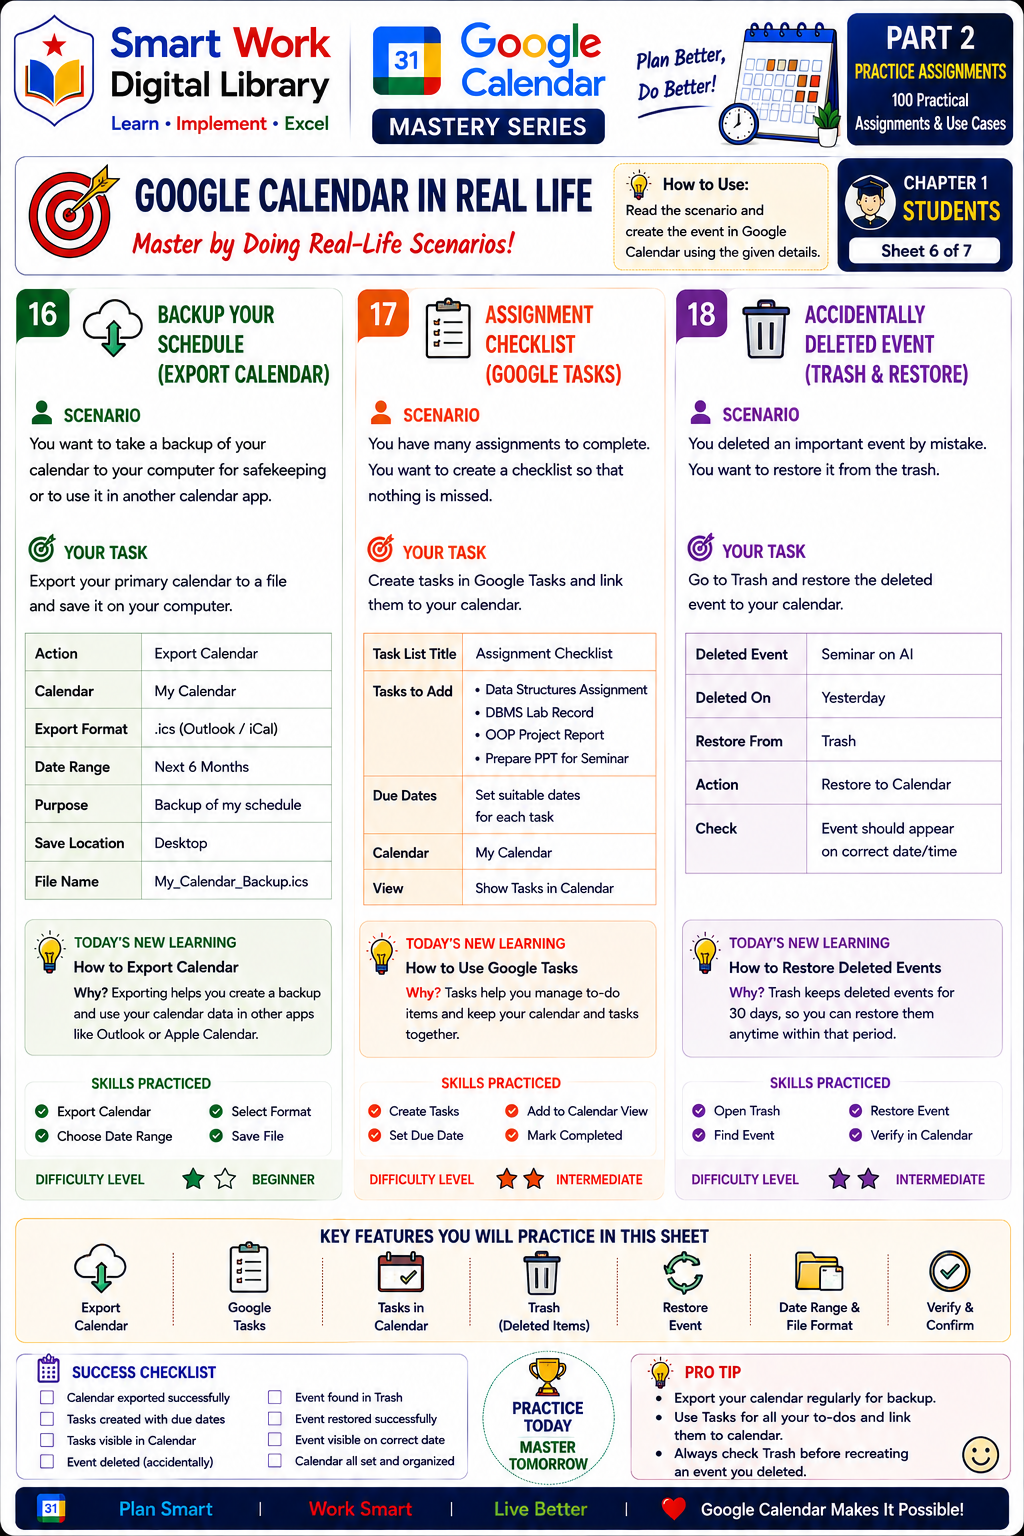 Smart Work
Digital Library
Learn • Implement • Excel
31
Google
Calendar
MASTERY SERIES
Plan Better,
Do Better!
PART 2
PRACTICE ASSIGNMENTS
100 Practical
Assignments & Use Cases
GOOGLE CALENDAR IN REAL LIFE
Master by Doing Real-Life Scenarios!
How to Use:
Read the scenario and
create the event in Google
Calendar using the given details.
CHAPTER 1
STUDENTS
Sheet 6 of 7
16
BACKUP YOUR
SCHEDULE
(EXPORT CALENDAR)
SCENARIO
You want to take a backup of your
calendar to your computer for safekeeping
or to use it in another calendar app.
YOUR TASK
Export your primary calendar to a file
and save it on your computer.
Action Export Calendar
Calendar My Calendar
Export Format .ics (Outlook / iCal)
Date Range Next 6 Months
Purpose Backup of my schedule
Save Location Desktop
File Name My_Calendar_Backup.ics
TODAY'S NEW LEARNING
How to Export Calendar
Why? Exporting helps you create a backup
and use your calendar data in other apps
like Outlook or Apple Calendar.
SKILLS PRACTICED
Export Calendar Select Format
Choose Date Range Save File
DIFFICULTY LEVEL BEGINNER
17
ASSIGNMENT
CHECKLIST
(GOOGLE TASKS)
SCENARIO
You have many assignments to complete.
You want to create a checklist so that
nothing is missed.
YOUR TASK
Create tasks in Google Tasks and link
them to your calendar.
Task List Title Assignment Checklist
Tasks to Add • Data Structures Assignment
• DBMS Lab Record
• OOP Project Report
• Prepare PPT for Seminar
Due Dates Set suitable dates
for each task
Calendar My Calendar
View Show Tasks in Calendar
TODAY'S NEW LEARNING
How to Use Google Tasks
Why? Tasks help you manage to-do
items and keep your calendar and tasks
together.
SKILLS PRACTICED
Create Tasks Add to Calendar View
Set Due Date Mark Completed
DIFFICULTY LEVEL INTERMEDIATE
18
ACCIDENTALLY
DELETED EVENT
(TRASH & RESTORE)
SCENARIO
You deleted an important event by mistake.
You want to restore it from the trash.
YOUR TASK
Go to Trash and restore the deleted
event to your calendar.
Deleted Event Seminar on AI
Deleted On Yesterday
Restore From Trash
Action Restore to Calendar
Check Event should appear
on correct date/time
TODAY'S NEW LEARNING
How to Restore Deleted Events
Why? Trash keeps deleted events for
30 days, so you can restore them
anytime within that period.
SKILLS PRACTICED
Open Trash Restore Event
Find Event Verify in Calendar
DIFFICULTY LEVEL INTERMEDIATE
KEY FEATURES YOU WILL PRACTICE IN THIS SHEET
Export
Calendar
Google
Tasks
Tasks in
Calendar
Trash
(Deleted Items)
Restore
Event
Date Range &
File Format
Verify &
Confirm
SUCCESS CHECKLIST
Calendar exported successfully
Tasks created with due dates
Tasks visible in Calendar
Event deleted (accidentally)
Event found in Trash
Event restored successfully
Event visible on correct date
Calendar all set and organized
PRACTICE
TODAY
MASTER
TOMORROW
PRO TIP
• Export your calendar regularly for backup.
• Use Tasks for all your to-dos and link
them to calendar.
• Always check Trash before recreating
an event you deleted.
31
Plan Smart | Work Smart | Live Better | Google Calendar Makes It Possible!